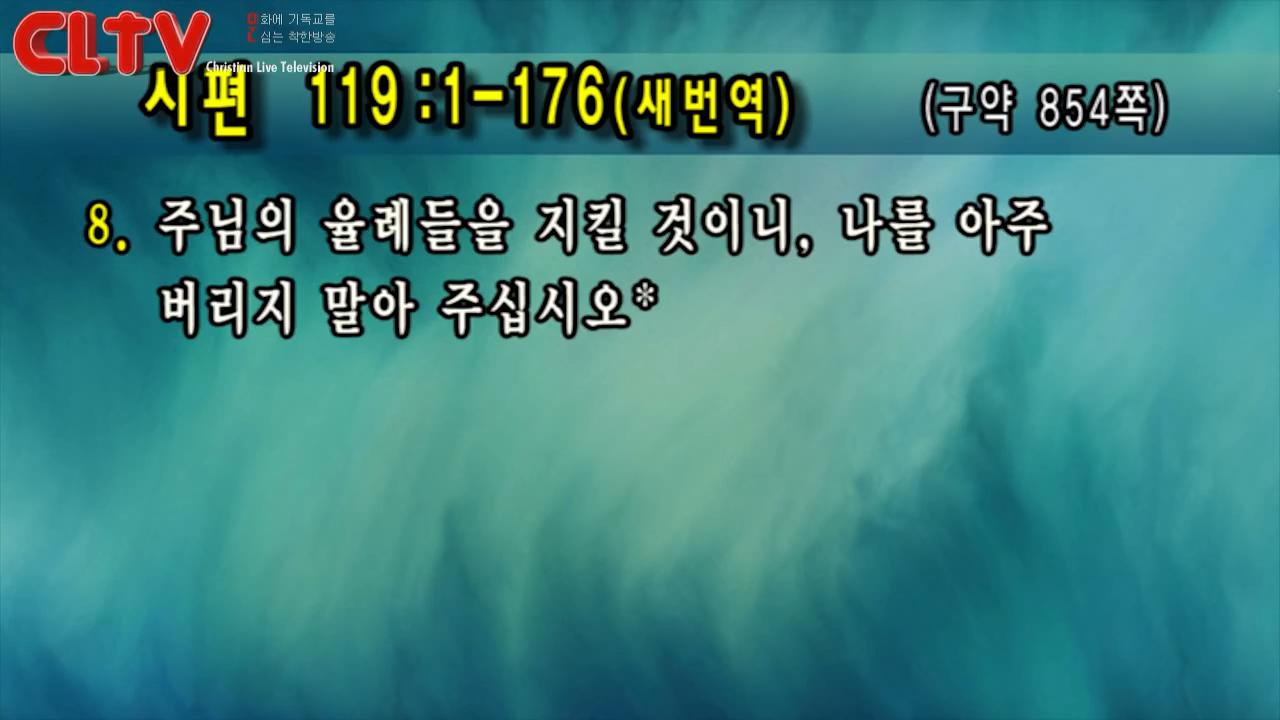 CLTV
문화에 기독교를
심는 착한방송
Christian Live Television
시편 119:1-176(새번역) (구약 854쪽)
8. 주님의 율례들을 지킬 것이니, 나를 아주
버리지 말아 주십시오*